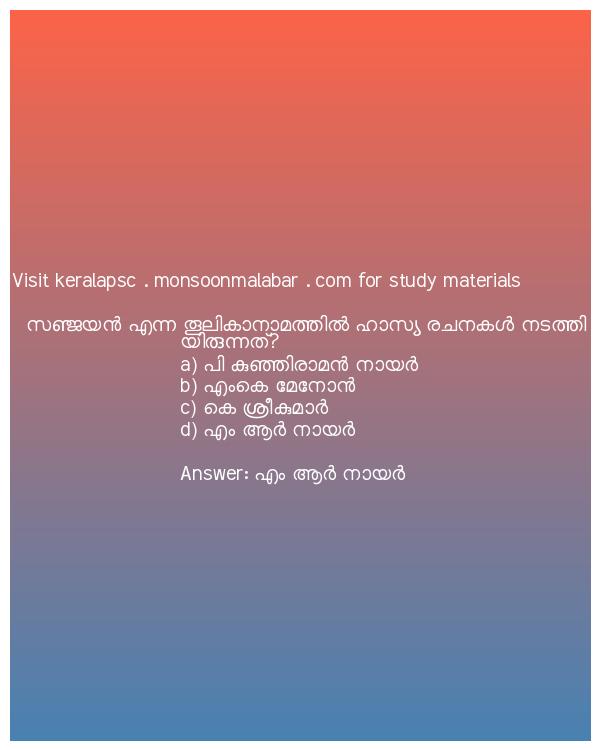 Visit keralapsc . monsoonmalabar . com for study materials
സഞ്ജയൻ എന്ന തൂലികാനാമത്തിൽ ഹാസ്യ രചനകൾ നടത്തി
യിരുന്നത്?
a) പി കുഞ്ഞിരാമൻ നായർ
b) എംകെ മേനോൻ
c) കെ ശ്രീകുമാർ
d) എം ആർ നായർ
Answer: എം ആർ നായർ